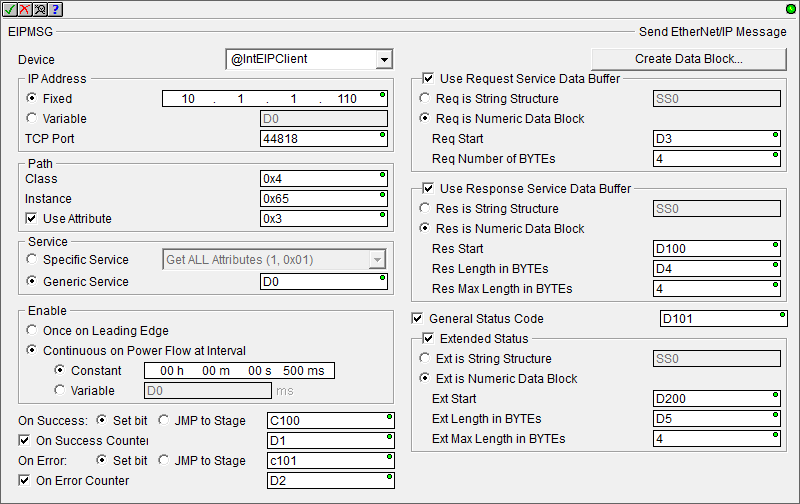 EIPMSG
Send EtherNet/IP Message
Device
@IntEIPClient
Create Data Block...
IP Address
Fixed
10 . 1 . 1 . 110
Variable
D0
TCP Port
44818
Path
Class
0x4
Instance
0x65
Use Attribute
0x3
Service
Specific Service
Get ALL Attributes (1, 0x01)
Generic Service
D0
Enable
Once on Leading Edge
Continuous on Power Flow at Interval
Constant
00 h 00 m 00 s 500 ms
Variable
D0
ms
On Success:
Set bit
JMP to Stage
C100
On Success Counter
D1
On Error:
Set bit
JMP to Stage
c101
On Error Counter
D2
Use Request Service Data Buffer
Req is String Structure
SS0
Req is Numeric Data Block
Req Start
D3
Req Number of BYTEs
4
Use Response Service Data Buffer
Res is String Structure
SS0
Res is Numeric Data Block
Res Start
D100
Res Length in BYTEs
D4
Res Max Length in BYTEs
4
General Status Code
D101
Extended Status
Ext is String Structure
SS0
Ext is Numeric Data Block
Ext Start
D200
Ext Length in BYTEs
D5
Ext Max Length in BYTEs
4